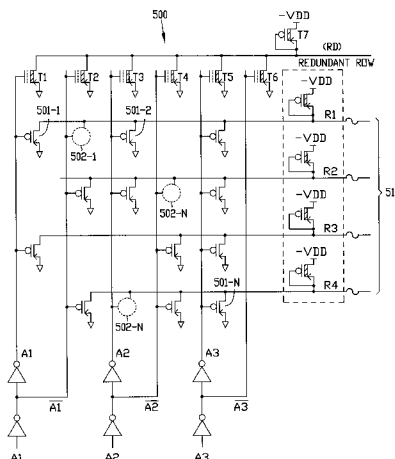 500
-VDD
T7
(RD)
REDUNDANT ROW
T1 T2 T3 T4 T5 T6
-VDD
501-1
501-2
R1
502-1
-VDD
R2
502-N
51
-VDD
R3
-VDD
501-N
R4
502-N
A1 A2 A3
A1 A2 A3
A1 A2 A3